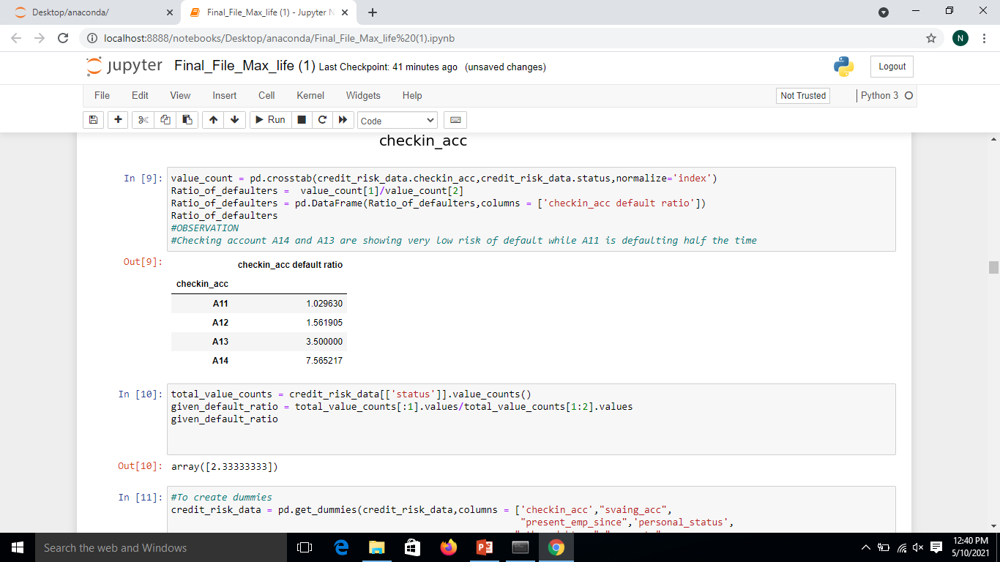 Desktop/anaconda/
Final_File_Max_life (1) - Jupyter N
localhost:8888/notebooks/Desktop/anaconda/Final_File_Max_life%20(1).ipynb
N
jupyter Final_File_Max_life (1) Last Checkpoint: 41 minutes ago (unsaved changes)
Logout
File Edit View Insert Cell Kernel Widgets Help
Not Trusted
Python 3
Run
Code
checkin_acc
In [9]:
value_count = pd.crosstab(credit_risk_data.checkin_acc,credit_risk_data.status,normalize='index')
Ratio_of_defaulters =  value_count[1]/value_count[2]
Ratio_of_defaulters = pd.DataFrame(Ratio_of_defaulters,columns = ['checkin_acc default ratio'])
Ratio_of_defaulters
#OBSERVATION
#Checking account A14 and A13 are showing very low risk of default while A11 is defaulting half the time
Out[9]:
checkin_acc default ratio
checkin_acc
A11 1.029630
A12 1.561905
A13 3.500000
A14 7.565217
In [10]:
total_value_counts = credit_risk_data[['status']].value_counts()
given_default_ratio = total_value_counts[:1].values/total_value_counts[1:2].values
given_default_ratio
Out[10]: array([2.33333333])
In [11]:
#To create dummies
credit_risk_data = pd.get_dummies(credit_risk_data,columns = ['checkin_acc',"svaing_acc",
"present_emp_since",'personal_status',
Search the web and Windows
12:40 PM
5/10/2021